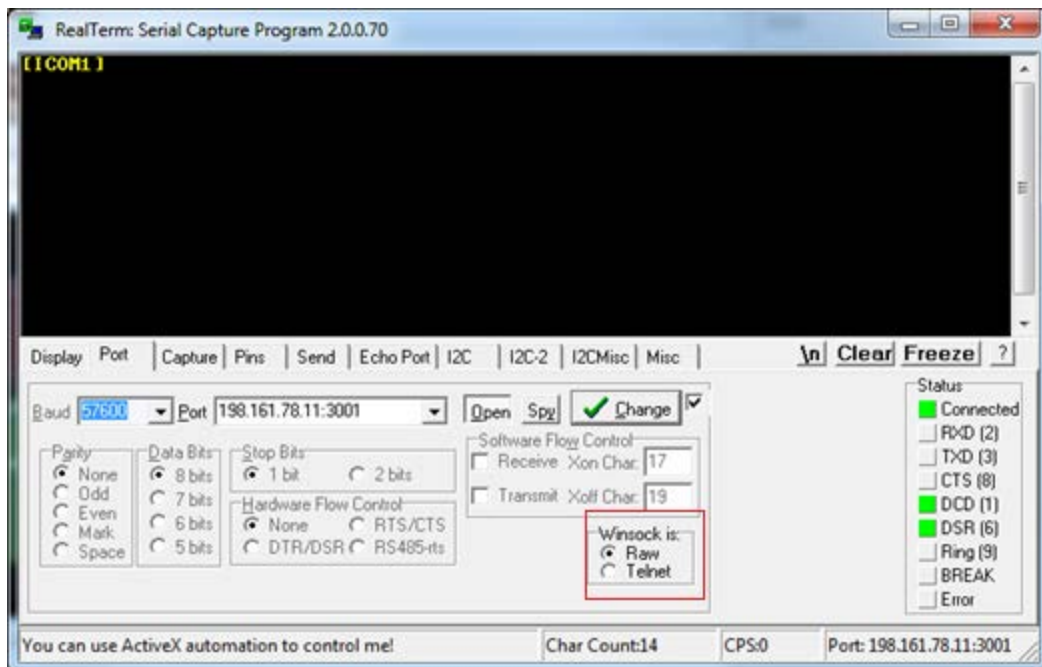 RealTerm: Serial Capture Program 2.0.0.70
[ICOM1]
Display Port Capture Pins Send Echo Port I2C I2C-2 I2CMisc Misc \n Clear Freeze ?
Baud 57600 Port 198.161.78.11:3001 Open Spy Change
Parity
None
Odd
Even
Mark
Space
Data Bits
8 bits
7 bits
6 bits
5 bits
Stop Bits
1 bit 2 bits
Hardware Flow Control
None RTS/CTS
DTR/DSR RS485-rts
Software Flow Control
Receive Xon Char: 17
Transmit Xoff Char: 19
Winsock is:
Raw
Telnet
Status
Connected
RXD (2)
TXD (3)
CTS (8)
DCD (1)
DSR (6)
Ring (9)
BREAK
Error
You can use ActiveX automation to control me! Char Count:14 CPS:0 Port: 198.161.78.11:3001